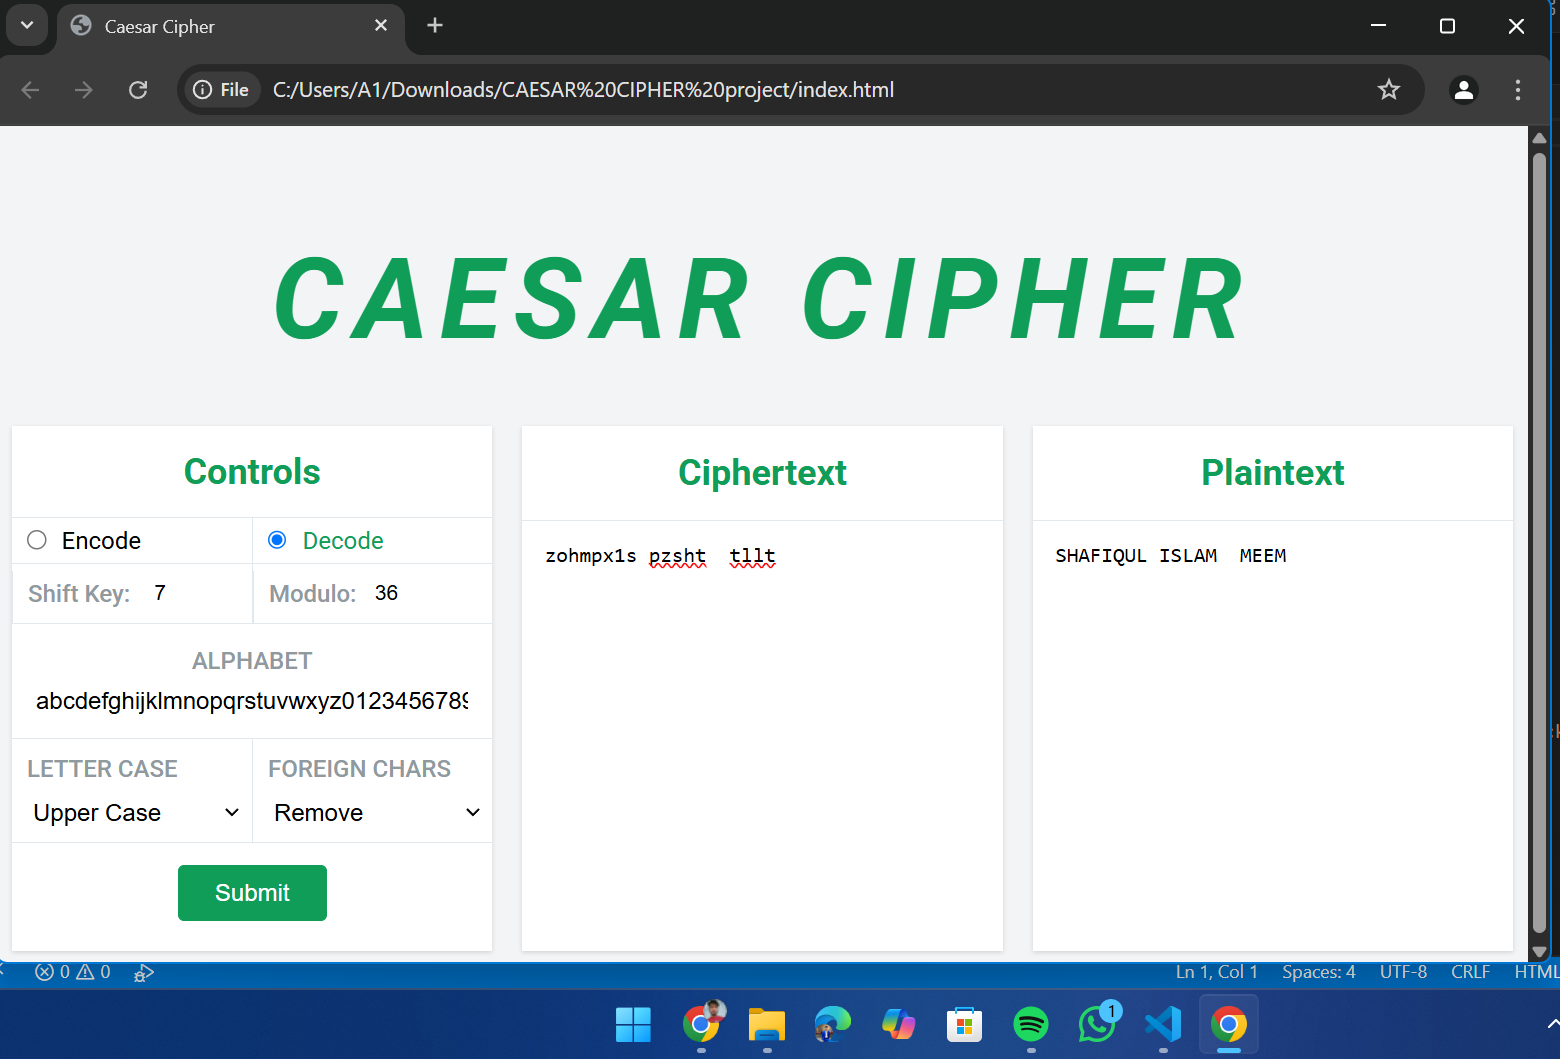 Caesar Cipher
File C:/Users/A1/Downloads/CAESAR%20CIPHER%20project/index.html
CAESAR CIPHER
Controls
Encode Decode
Shift Key: 7 Modulo: 36
ALPHABET
abcdefghijklmnopqrstuvwxyz0123456789
LETTER CASE FOREIGN CHARS
Upper Case Remove
Submit
Ciphertext
zohmpx1s pzsht  tllt
Plaintext
SHAFIQUL ISLAM  MEEM
0 0 Ln 1, Col 1 Spaces: 4 UTF-8 CRLF HTML
1